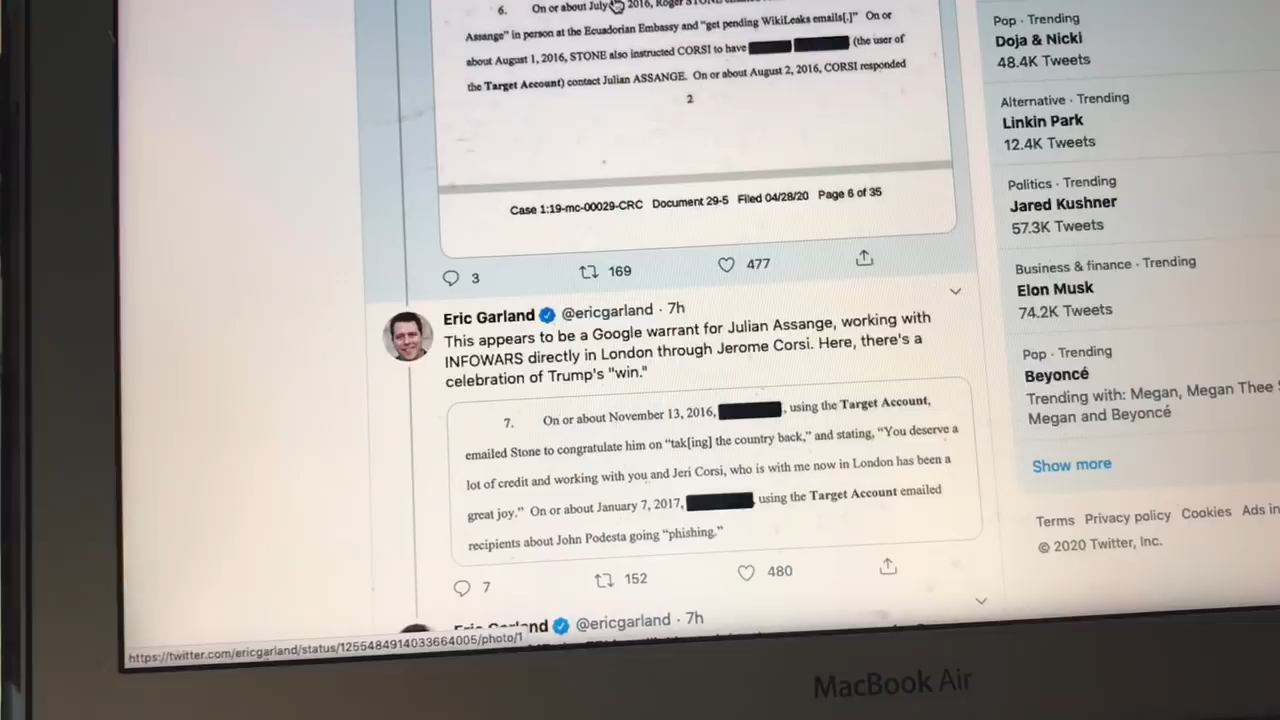 6. On or about July 2016, Roger STONE
Assange" in person at the Ecuadorian Embassy and "get pending WikiLeaks emails[.]" On or
about August 1, 2016, STONE also instructed CORSI to have (the user of
the Target Account) contact Julian ASSANGE. On or about August 2, 2016, CORSI responded
2
Case 1:19-mc-00029-CRC Document 29-5 Filed 04/28/20 Page 6 of 35
3 169 477
Eric Garland @ericgarland · 7h
This appears to be a Google warrant for Julian Assange, working with
INFOWARS directly in London through Jerome Corsi. Here, there's a
celebration of Trump's "win."
7. On or about November 13, 2016, , using the Target Account,
emailed Stone to congratulate him on "tak[ing] the country back," and stating, "You deserve a
lot of credit and working with you and Jeri Corsi, who is with me now in London has been a
great joy." On or about January 7, 2017, using the Target Account emailed
recipients about John Podesta going "phishing."
7 152 480
Eric Garland @ericgarland · 7h
https://twitter.com/ericgarland/status/1255484914033664005/photo/1
Pop · Trending
Doja & Nicki
48.4K Tweets
Alternative · Trending
Linkin Park
12.4K Tweets
Politics · Trending
Jared Kushner
57.3K Tweets
Business & finance · Trending
Elon Musk
74.2K Tweets
Pop · Trending
Beyoncé
Trending with: Megan, Megan Thee
Megan and Beyoncé
Show more
Terms Privacy policy Cookies Ads in
© 2020 Twitter, Inc.
MacBook Air